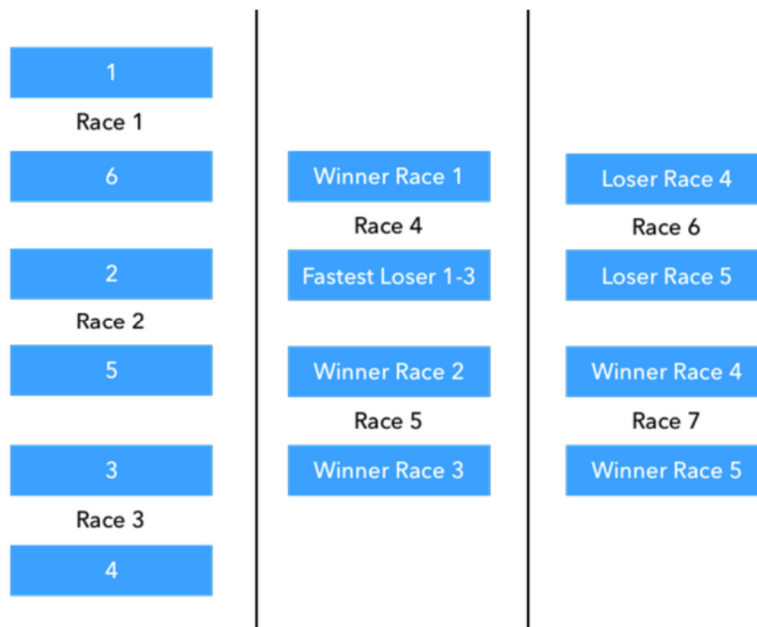 1
Race 1
6
2
Race 2
5
3
Race 3
4
Winner Race 1
Race 4
Fastest Loser 1-3
Winner Race 2
Race 5
Winner Race 3
Loser Race 4
Race 6
Loser Race 5
Winner Race 4
Race 7
Winner Race 5